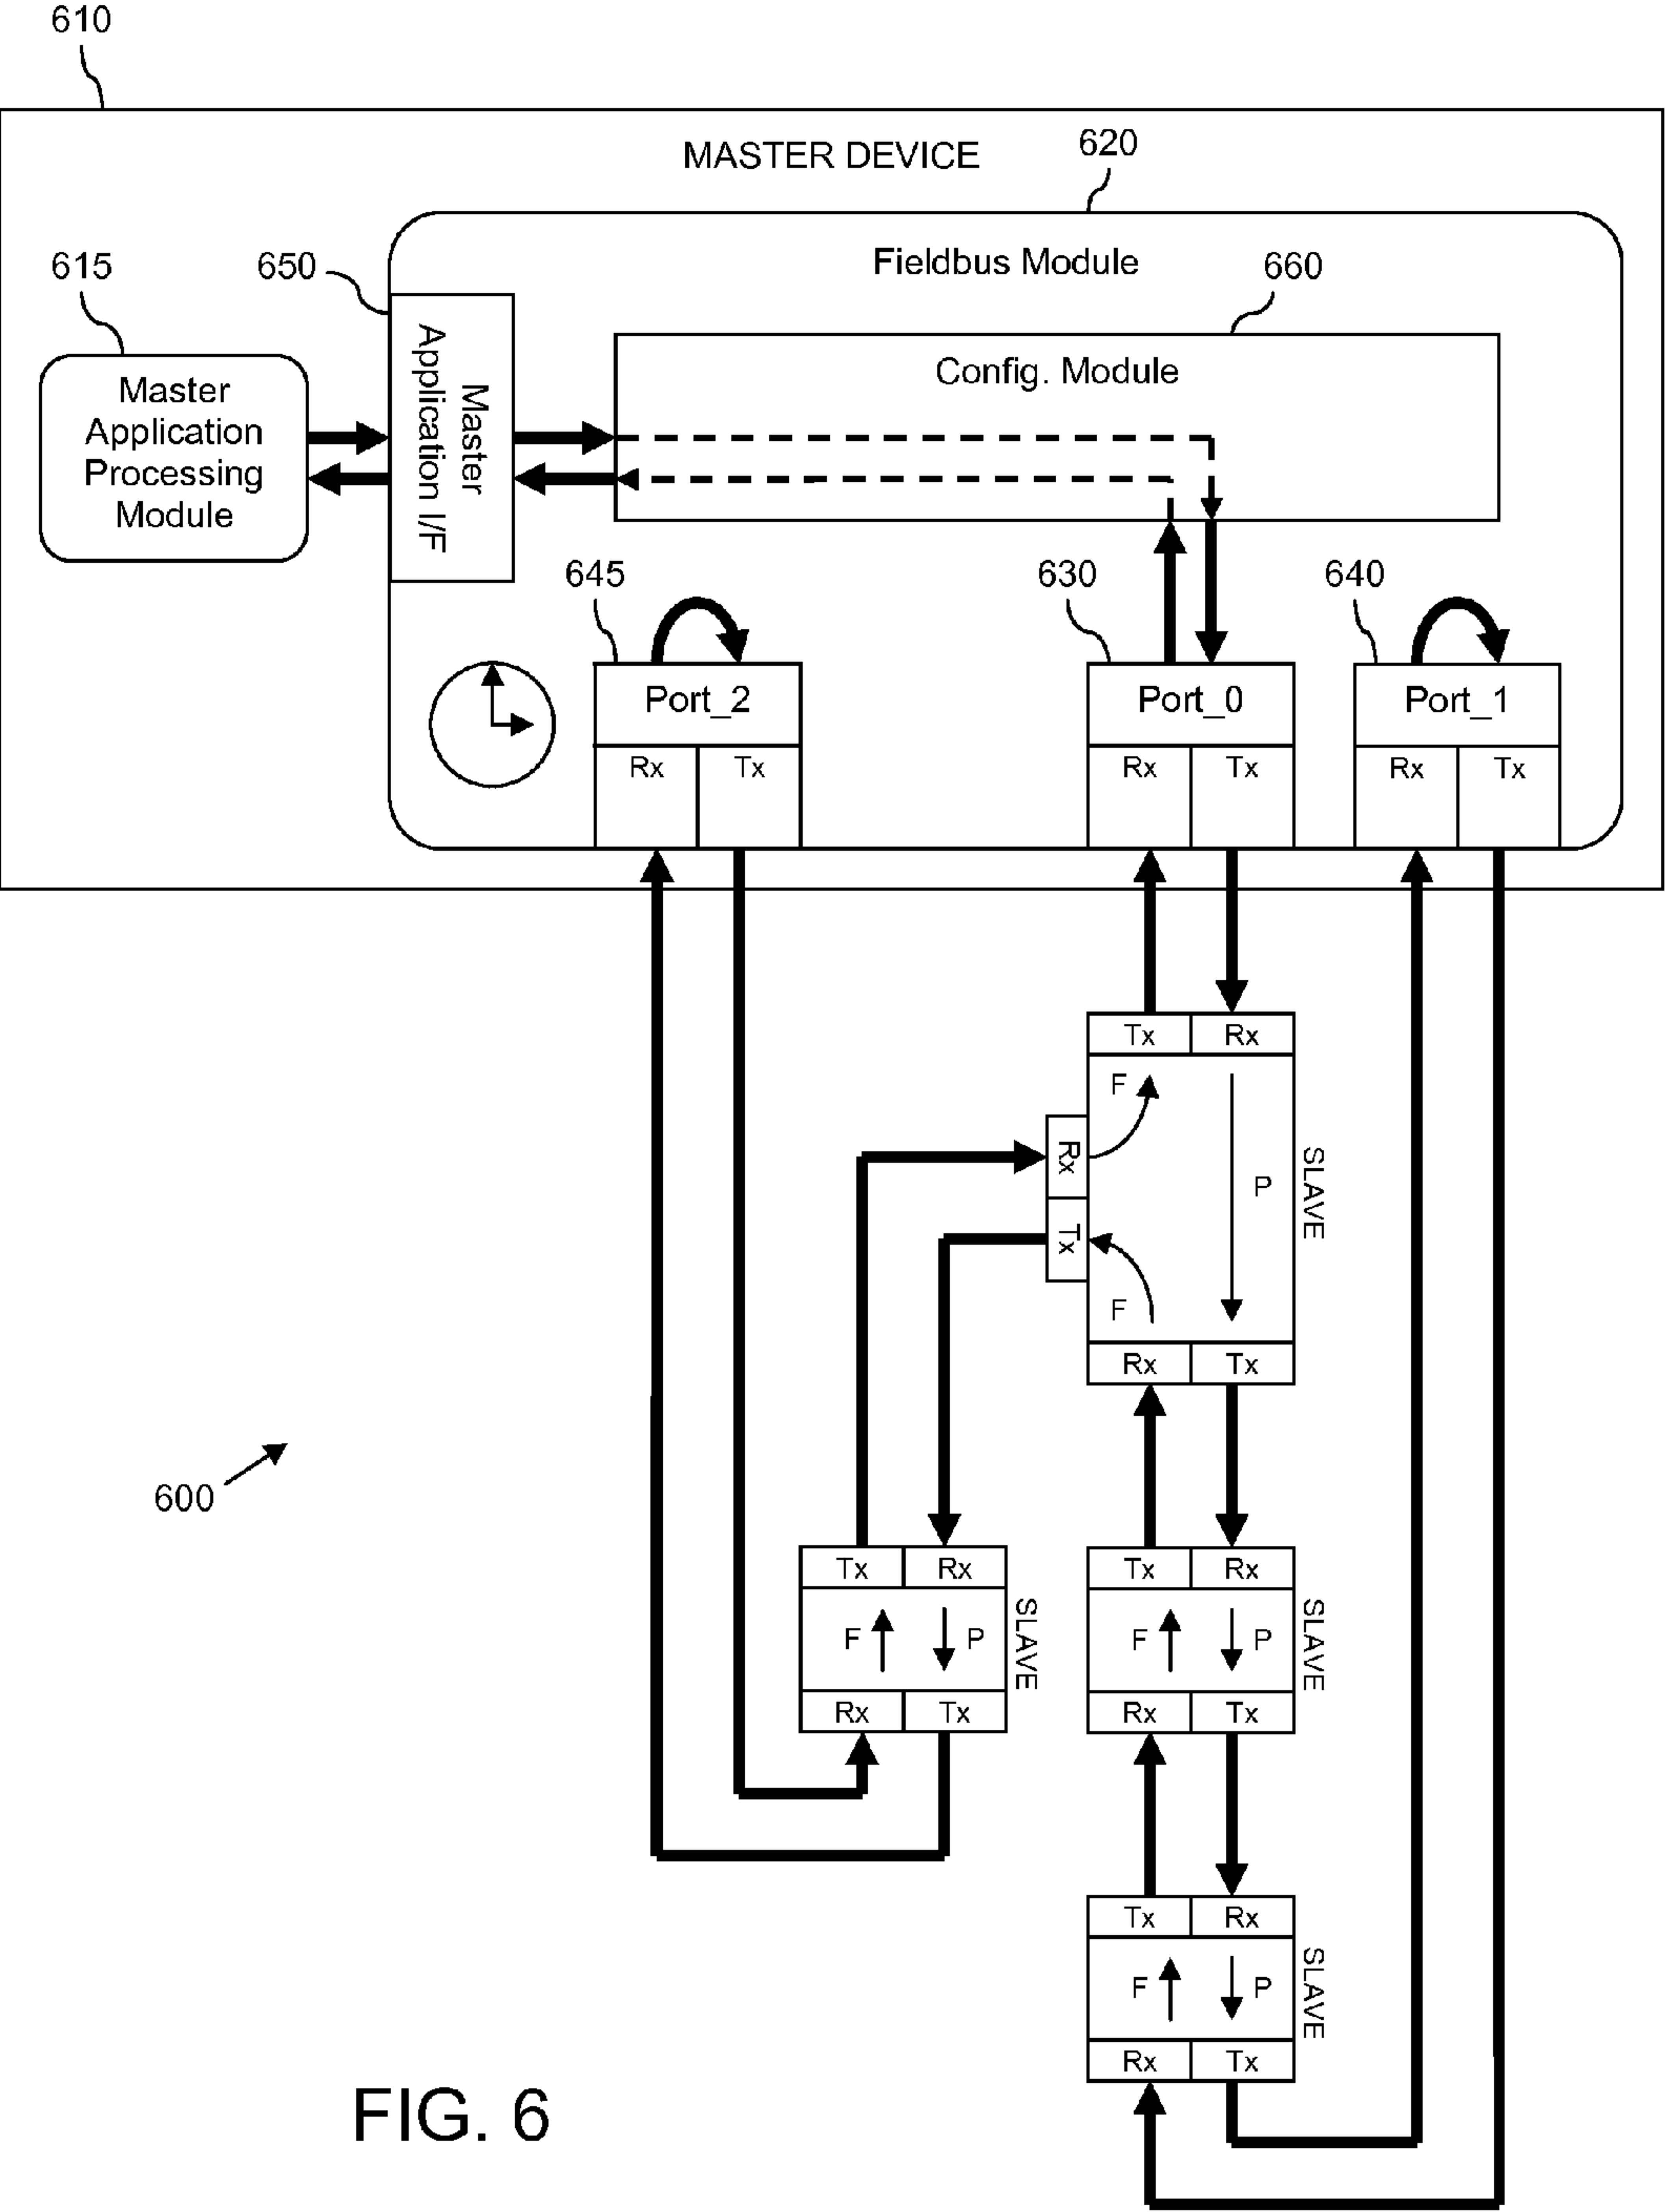 610
MASTER DEVICE
620
Fieldbus Module
615
650
660
Master
Application
Processing
Module
Master
Application I/F
Config. Module
645
630
640
Port_2
Port_0
Port_1
Rx
Tx
Rx
Tx
Rx
Tx
Tx
Rx
F
Rx
P
SLAVE
Tx
F
Rx
Tx
600
Tx
Rx
F
P
SLAVE
Rx
Tx
Tx
Rx
F
P
SLAVE
Rx
Tx
Tx
Rx
F
P
SLAVE
Rx
Tx
FIG. 6